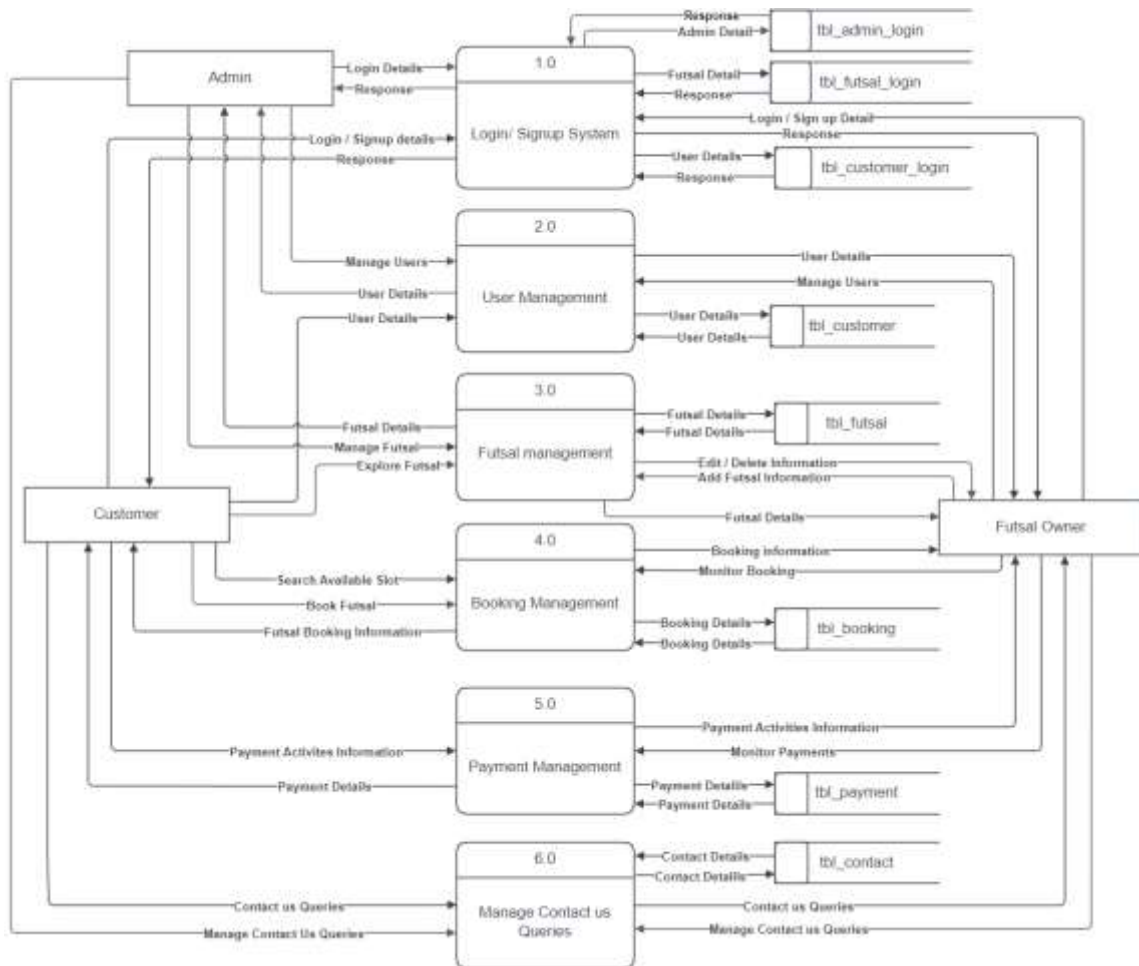 Response
Admin Detail
tbl_admin_login
Admin
Login Details
Response
1.0
Login/ Signup System
Futsal Detail
Response
tbl_futsal_login
Login / Sign up Detail
Response
Login / Signup details
Response
User Details
Response
tbl_customer_login
2.0
User Management
Manage Users
User Details
User Details
User Details
Manage Users
User Details
User Details
tbl_customer
3.0
Futsal management
Futsal Details
Manage Futsal
Explore Futsal
Futsal Details
Futsal Details
tbl_futsal
Edit / Delete Information
Add Futsal Information
Futsal Details
Customer
Futsal Owner
4.0
Booking Management
Search Available Slot
Book Futsal
Futsal Booking Information
Booking Information
Monitor Booking
Booking Details
Booking Details
tbl_booking
5.0
Payment Management
Payment Activites Information
Payment Details
Payment Activities Information
Monitor Payments
Payment Details
Payment Details
tbl_payment
6.0
Manage Contact us
Queries
Contact Details
Contact Details
tbl_contact
Contact us Queries
Manage Contact Us Queries
Contact us Queries
Manage Contact us Queries